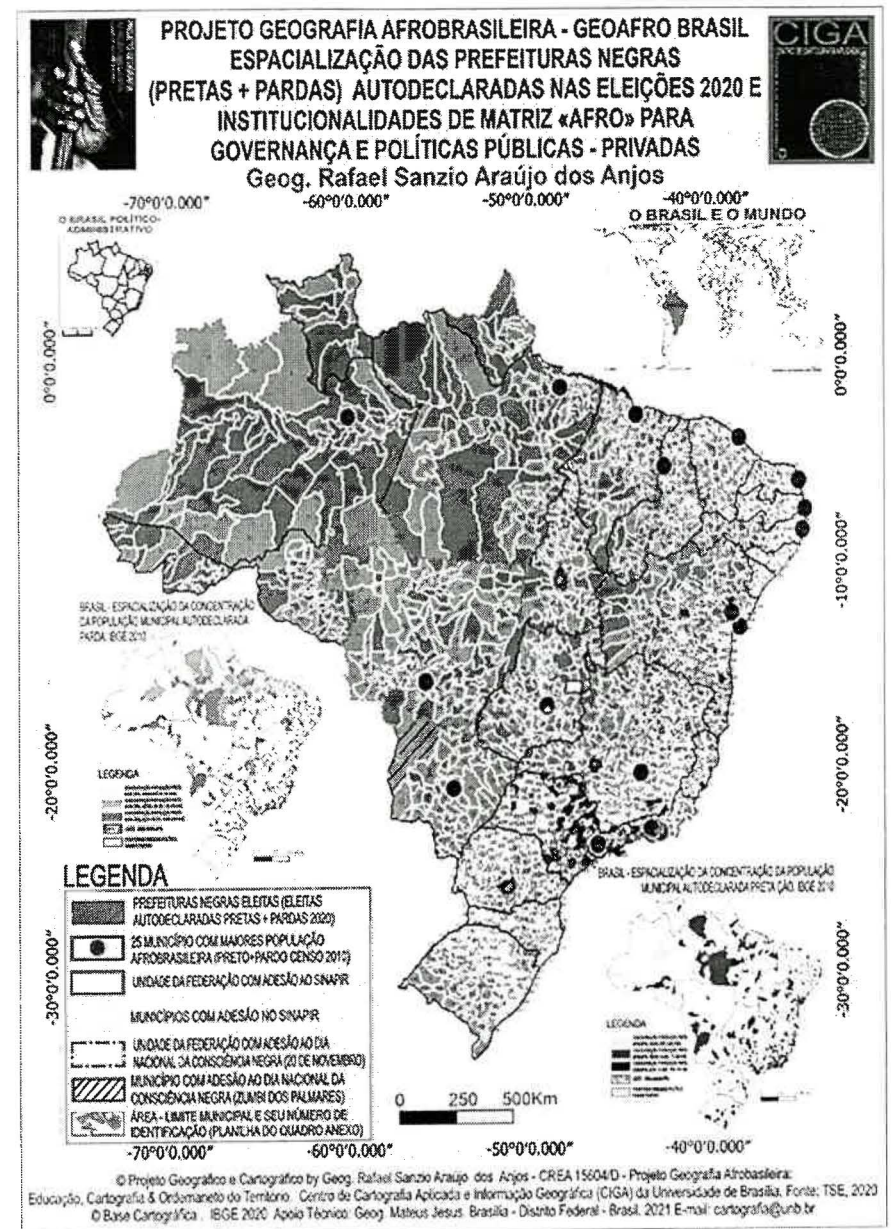 PROJETO GEOGRAFIA AFROBRASILEIRA - GEOAFRO BRASIL
ESPACIALIZAÇÃO DAS PREFEITURAS NEGRAS
(PRETAS + PARDAS) AUTODECLARADAS NAS ELEIÇÕES 2020 E
INSTITUCIONALIDADES DE MATRIZ «AFRO» PARA
GOVERNANÇA E POLÍTICAS PÚBLICAS - PRIVADAS
Geog. Rafael Sanzio Araújo dos Anjos
CIGA
-70°0'0.000"
-60°0'0.000"
-50°0'0.000"
-40°0'0.000"
O BRASIL POLÍTICO-
ADMINISTRATIVO
O BRASIL E O MUNDO
0°0'0.000"
0°0'0.000"
-10°0'0.000"
-10°0'0.000"
BRASIL - ESPACIALIZAÇÃO DA CONCENTRAÇÃO
DA POPULAÇÃO MUNICIPAL AUTODECLARADA
PARDA. IBGE 2010
LEGENDA
-20°0'0.000"
-20°0'0.000"
BRASIL - ESPACIALIZAÇÃO DA CONCENTRAÇÃO DA POPULAÇÃO
MUNICIPAL AUTODECLARADA PRETA ÇÃO. IBGE 2010
LEGENDA
-30°0'0.000"
-30°0'0.000"
LEGENDA
PREFEITURAS NEGRAS ELEITAS (ELEITAS
AUTODECLARADAS PRETAS + PARDAS 2020)
25 MUNICÍPIO COM MAIORES POPULAÇÃO
AFROBRASILEIRA (PRETO+PARDO CENSO 2010)
UNIDADE DA FEDERAÇÃO COM ADESÃO AO SINAPIR
MUNICÍPIOS COM ADESÃO NO SINAPIR
UNIDADE DA FEDERAÇÃO COM ADESÃO AO DIA
NACIONAL DA CONSCIÊNCIA NEGRA (20 DE NOVEMBRO)
MUNICÍPIO COM ADESÃO AO DIA NACIONAL DA
CONSCIÊNCIA NEGRA (ZUMBI DOS PALMARES)
ÁREA - LIMITE MUNICIPAL E SEU NÚMERO DE
IDENTIFICAÇÃO (PLANILHA DO QUADRO ANEXO)
0 250 500Km
-70°0'0.000"
-60°0'0.000"
-50°0'0.000"
-40°0'0.000"
© Projeto Geográfico e Cartográfico by Geog. Rafael Sanzio Araújo dos Anjos - CREA 15604/D - Projeto Geografia Afrobasileira:
Educação, Cartografia & Ordemaneto do Território. Centro de Cartografia Aplicada e Informação Geográfica (CIGA) da Universidade de Brasília. Fonte: TSE, 2020
© Base Cartográfica . IBGE 2020 Apoio Técnico: Geog. Mateus Jesus. Brasília - Distrito Federal - Brasil. 2021 E-mail: cartografia@unb.br